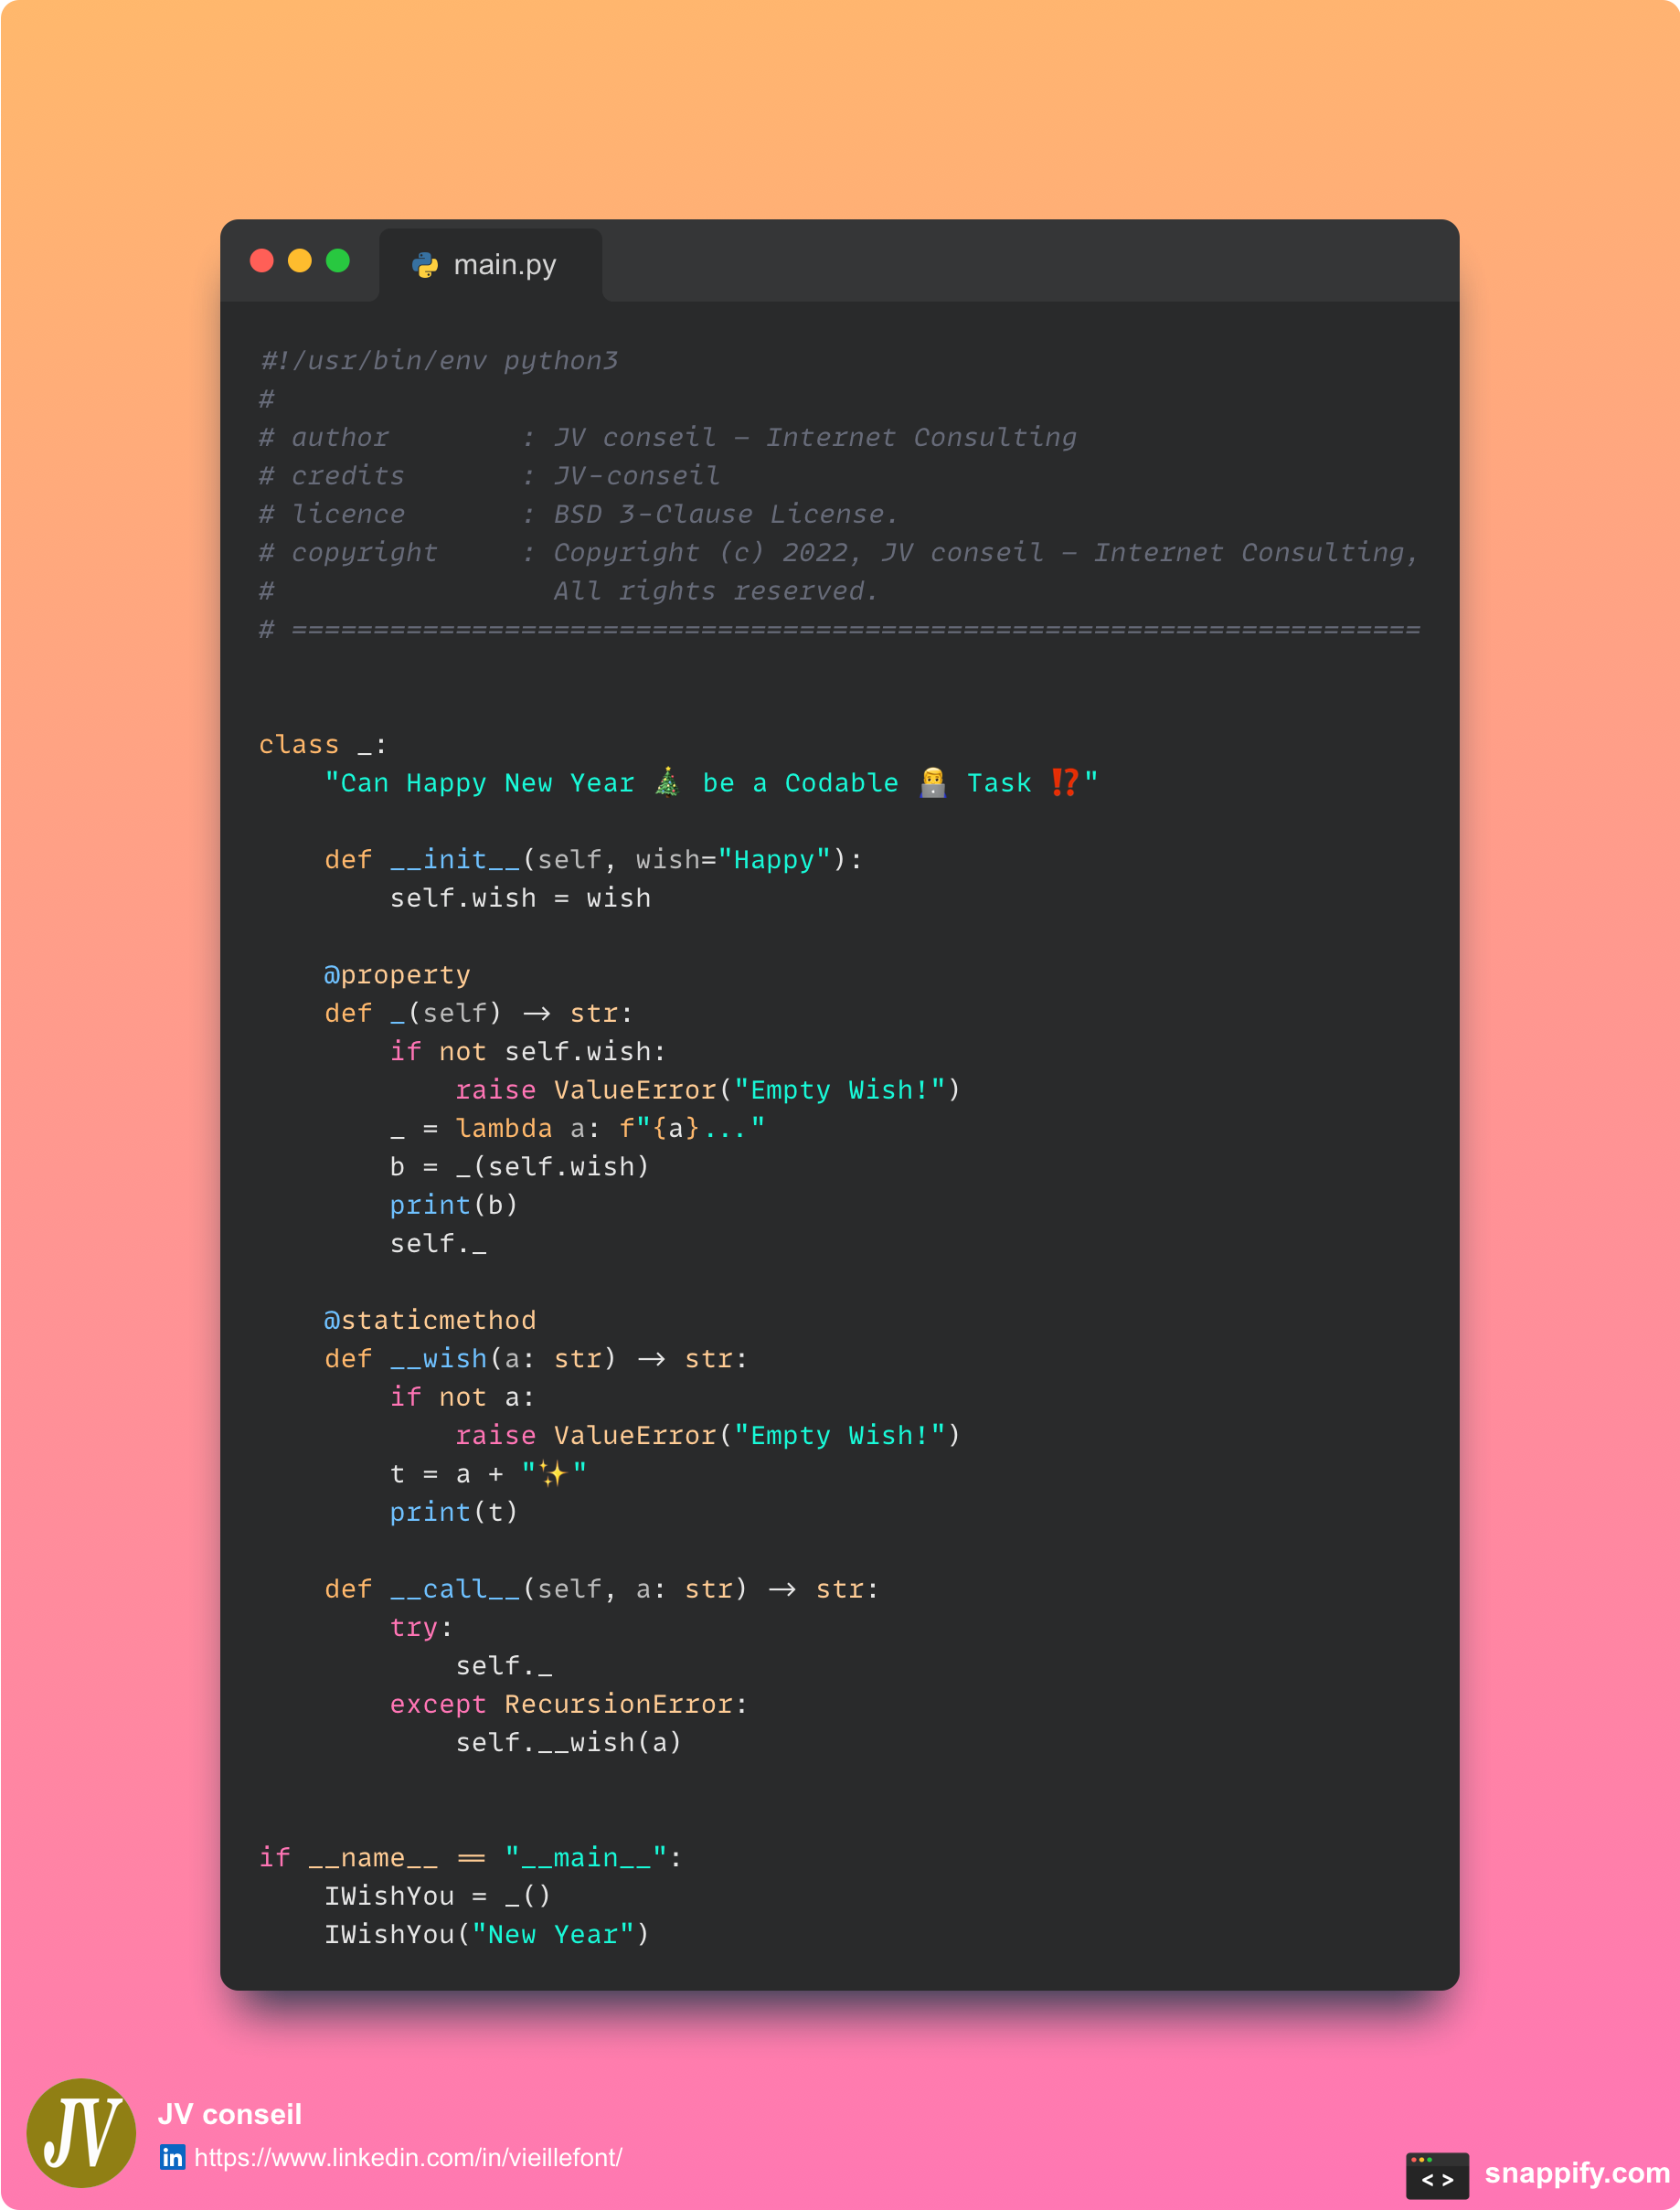 main.py
#!/usr/bin/env python3
#
# author        : JV conseil – Internet Consulting
# credits       : JV-conseil
# licence       : BSD 3-Clause License.
# copyright     : Copyright (c) 2022, JV conseil – Internet Consulting,
#                 All rights reserved.
# =====================================================================
class _:
    "Can Happy New Year 🎄 be a Codable 👨‍💻 Task ⁉️"
    def __init__(self, wish="Happy"):
        self.wish = wish
    @property
    def _(self) -> str:
        if not self.wish:
            raise ValueError("Empty Wish!")
        _ = lambda a: f"{a}..."
        b = _(self.wish)
        print(b)
        self._
    @staticmethod
    def __wish(a: str) -> str:
        if not a:
            raise ValueError("Empty Wish!")
        t = a + "✨"
        print(t)
    def __call__(self, a: str) -> str:
        try:
            self._
        except RecursionError:
            self.__wish(a)
if __name__ == "__main__":
    IWishYou = _()
    IWishYou("New Year")
JV
JV conseil
in https://www.linkedin.com/in/vieillefont/
< > snappify.com